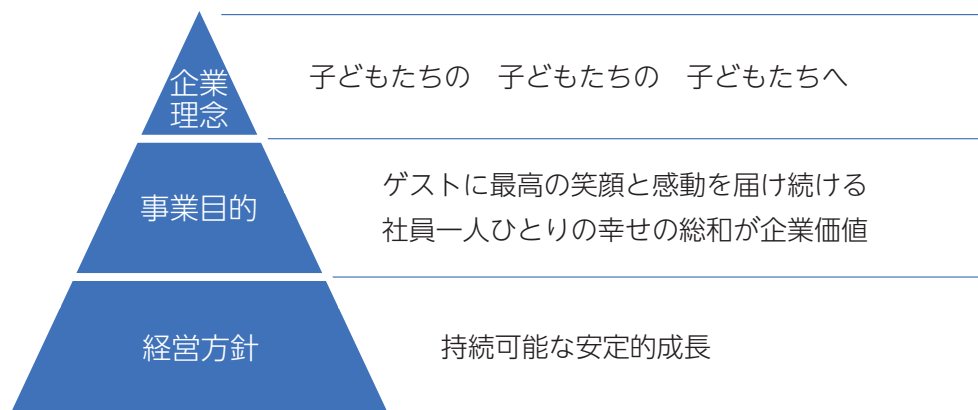 企業
理念
子どもたちの　子どもたちの　子どもたちへ
事業目的
ゲストに最高の笑顔と感動を届け続ける
社員一人ひとりの幸せの総和が企業価値
経営方針
持続可能な安定的成長